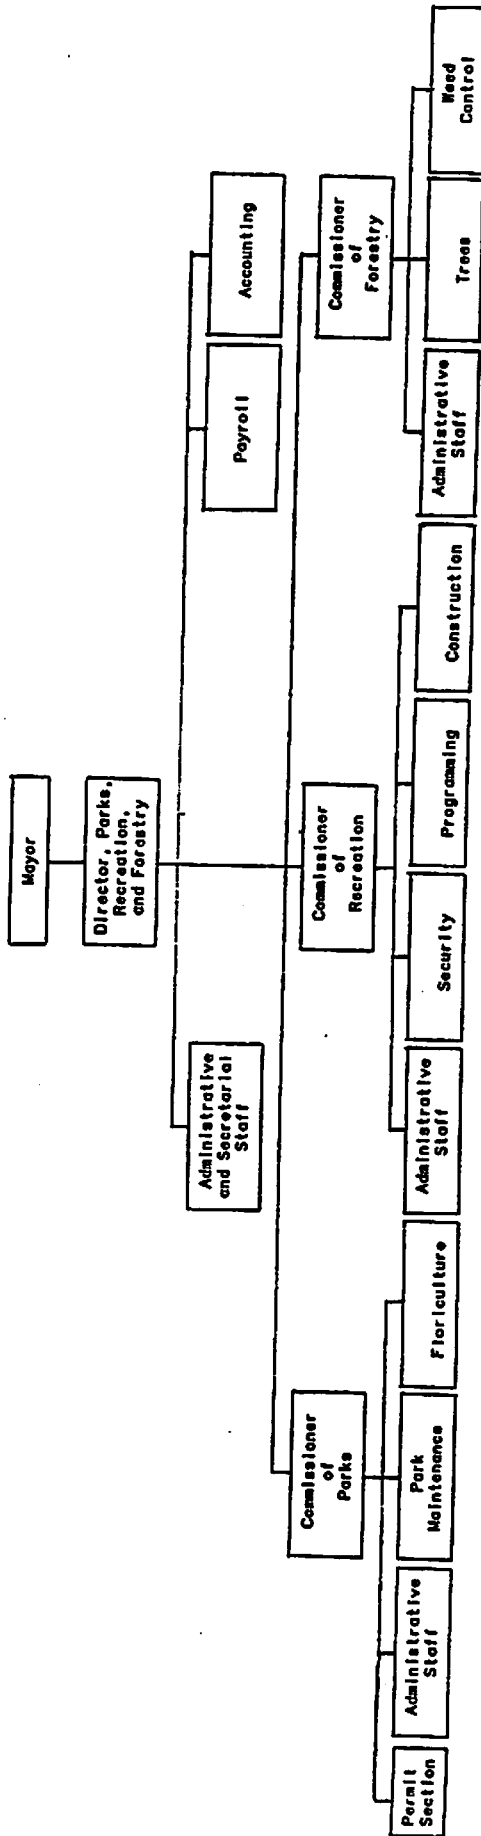 Mayor
Director, Parks,
Recreation,
and Forestry
Administrative
and Secretarial
Staff
Payroll
Accounting
Commissioner
of
Parks
Commissioner
of
Recreation
Commissioner
of
Forestry
Permit
Section
Administrative
Staff
Park
Maintenance
Floriculture
Administrative
Staff
Security
Programming
Construction
Administrative
Staff
Trees
Weed
Control